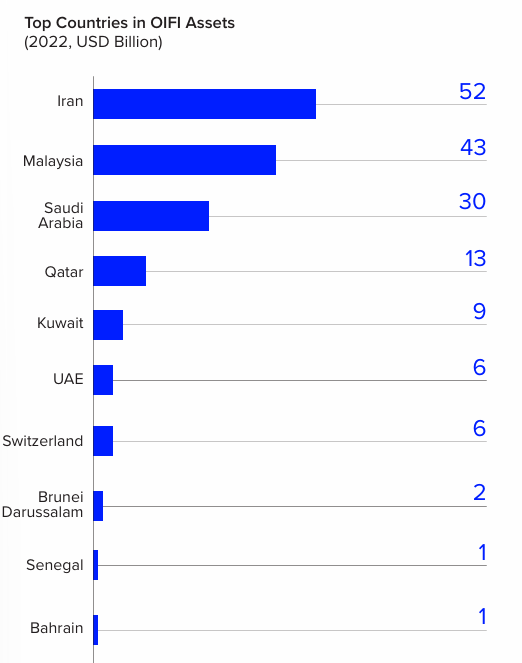 Top Countries in OIFI Assets
(2022, USD Billion)
Iran 52
Malaysia 43
Saudi
Arabia 30
Qatar 13
Kuwait 9
UAE 6
Switzerland 6
Brunei
Darussalam 2
Senegal 1
Bahrain 1